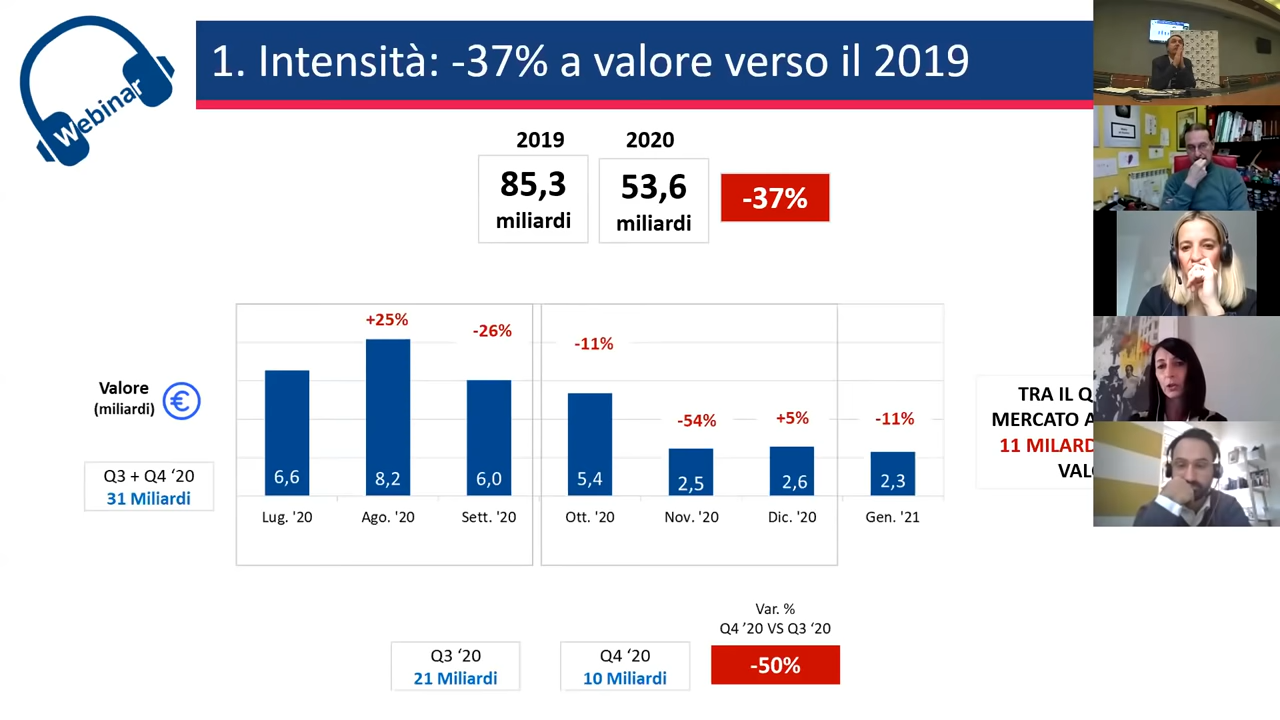 Webinar
1. Intensità: -37% a valore verso il 2019
2019
2020
85,3
miliardi
53,6
miliardi
-37%
+25%
-26%
-11%
-54%
+5%
-11%
Valore
(miliardi)
€
Q3 + Q4 ‘20
31 Miliardi
6,6
8,2
6,0
5,4
2,5
2,6
2,3
Lug. '20
Ago. '20
Sett. '20
Ott. '20
Nov. '20
Dic. '20
Gen. '21
TRA IL
MERCATO
11 MILARD
Var. %
Q4 ’20 VS Q3 ‘20
Q3 ‘20
21 Miliardi
Q4 ‘20
10 Miliardi
-50%